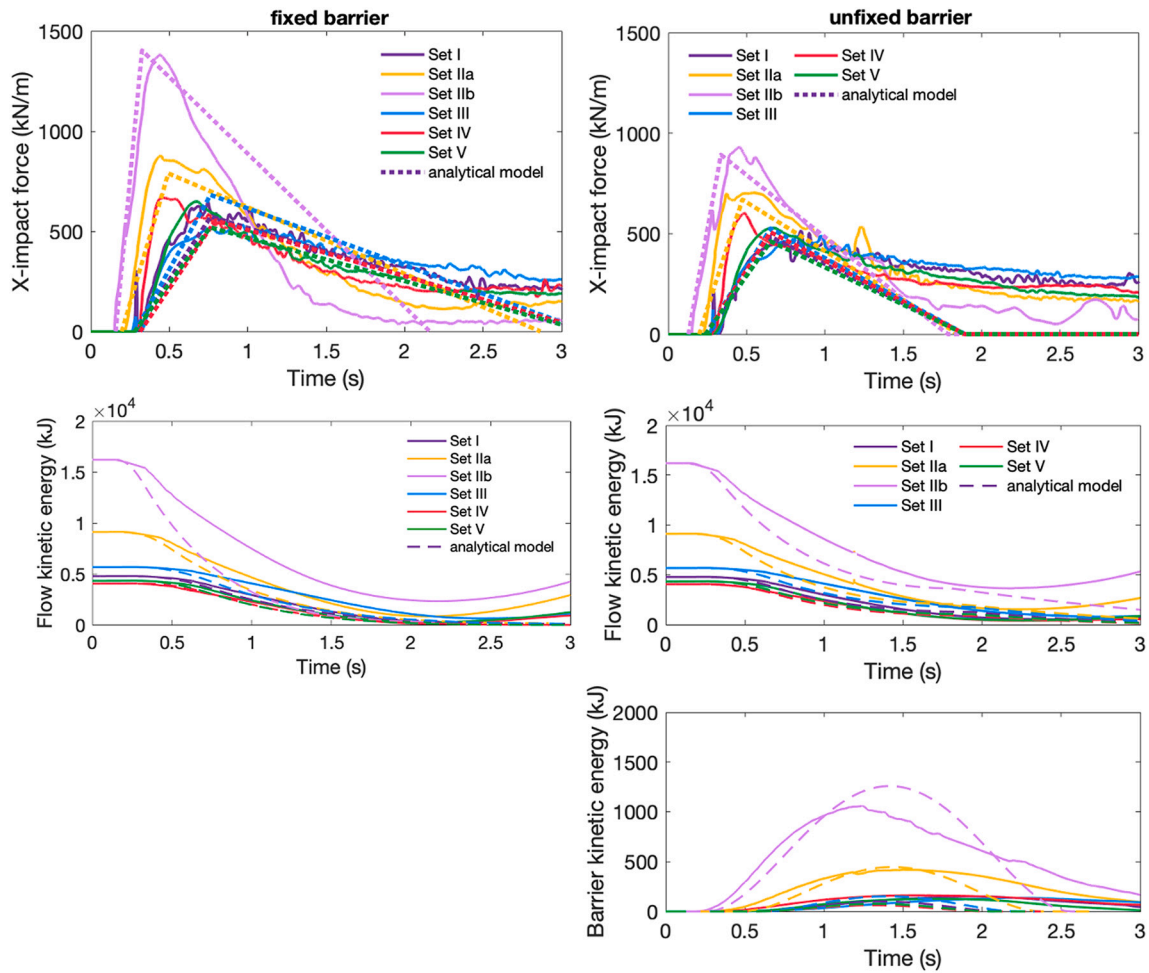 fixed barrier
X-impact force (kN/m)
1500
1000
500
0
Set I
Set IIa
Set IIb
Set III
Set IV
Set V
analytical model
0 0.5 1 1.5 2 2.5 3
Time (s)
unfixed barrier
X-impact force (kN/m)
1500
1000
500
0
Set I Set IV
Set IIa Set V
Set IIb analytical model
Set III
0 0.5 1 1.5 2 2.5 3
Time (s)
×10⁴
Flow kinetic energy (kJ)
2
1.5
1
0.5
0
Set I
Set IIa
Set IIb
Set III
Set IV
Set V
analytical model
0 0.5 1 1.5 2 2.5 3
Time (s)
×10⁴
Flow kinetic energy (kJ)
2
1.5
1
0.5
0
Set I Set IV
Set IIa Set V
Set IIb analytical model
Set III
0 0.5 1 1.5 2 2.5 3
Time (s)
Barrier kinetic energy (kJ)
2000
1500
1000
500
0
0 0.5 1 1.5 2 2.5 3
Time (s)